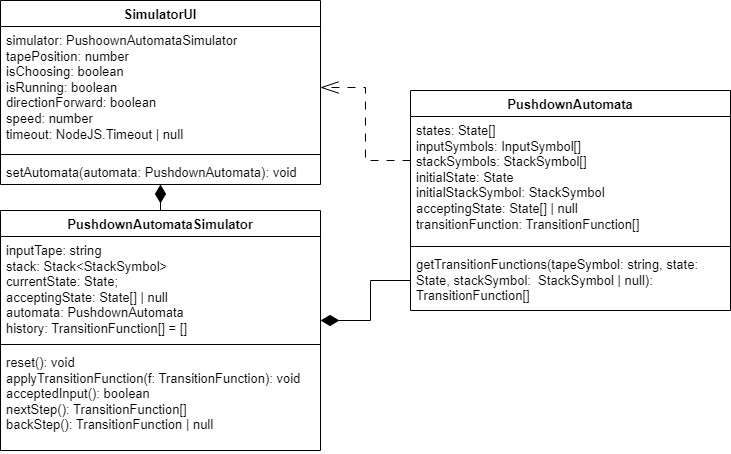 SimulatorUI
simulator: PushoownAutomataSimulator
tapePosition: number
isChoosing: boolean
isRunning: boolean
directionForward: boolean
speed: number
timeout: NodeJS.Timeout | null
setAutomata(automata: PushdownAutomata): void
PushdownAutomataSimulator
inputTape: string
stack: Stack<StackSymbol>
currentState: State;
acceptingState: State[] | null
automata: PushdownAutomata
history: TransitionFunction[] = []
reset(): void
applyTransitionFunction(f: TransitionFunction): void
acceptedInput(): boolean
nextStep(): TransitionFunction[]
backStep(): TransitionFunction | null
PushdownAutomata
states: State[]
inputSymbols: InputSymbol[]
stackSymbols: StackSymbol[]
initialState: State
initialStackSymbol: StackSymbol
acceptingState: State[] | null
transitionFunction: TransitionFunction[]
getTransitionFunctions(tapeSymbol: string, state:
State, stackSymbol:  StackSymbol | null):
TransitionFunction[]